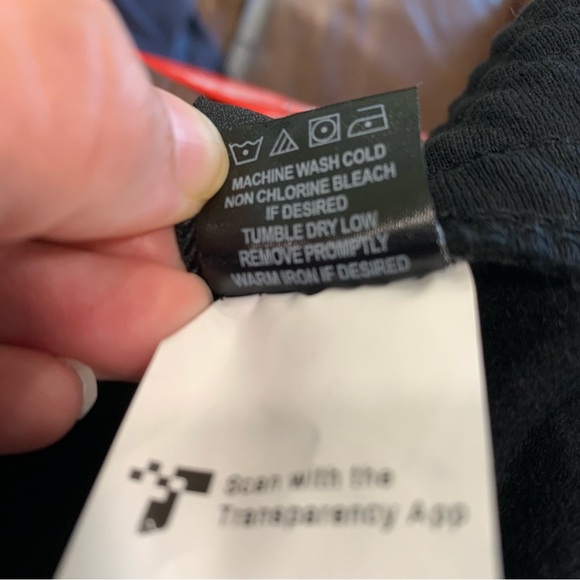 MACHINE WASH COLD
NON CHLORINE BLEACH
IF DESIRED
TUMBLE DRY LOW
REMOVE PROMPTLY
WARM IRON IF DESIRED
Scan with the
Transparency App